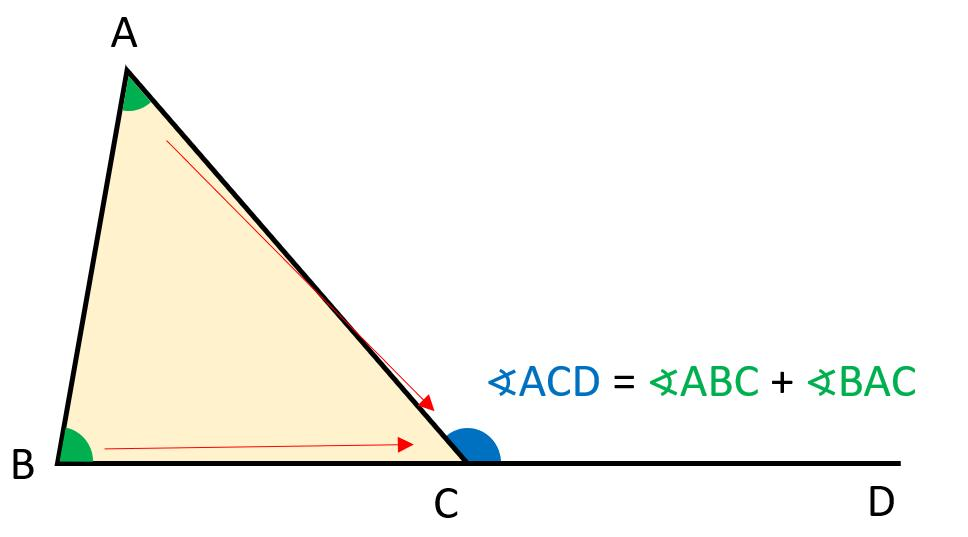 A
∢ACD = ∢ABC + ∢BAC
B
C
D